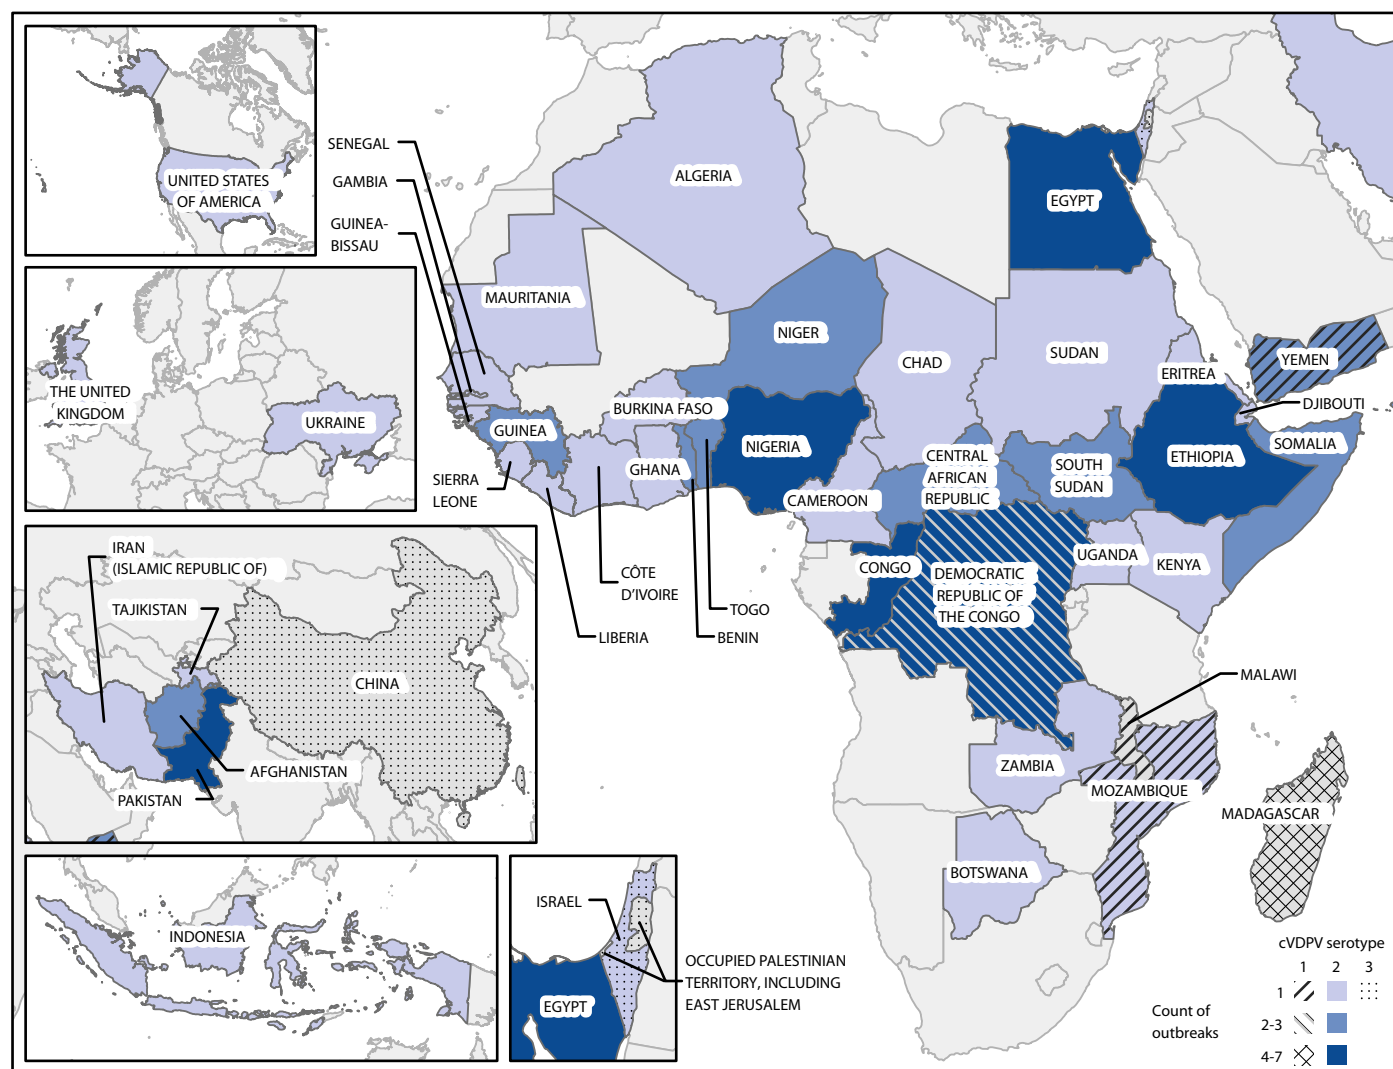 UNITED STATES
OF AMERICA
SENEGAL
GAMBIA
GUINEA-
BISSAU
ALGERIA
EGYPT
MAURITANIA
NIGER
CHAD
SUDAN
ERITREA
YEMEN
DJIBOUTI
THE UNITED
KINGDOM
UKRAINE
GUINEA
BURKINA FASO
GHANA
NIGERIA
CAMEROON
CENTRAL
AFRICAN
REPUBLIC
SOUTH
SUDAN
ETHIOPIA
SOMALIA
SIERRA
LEONE
LIBERIA
CÔTE
D'IVOIRE
TOGO
BENIN
CONGO
DEMOCRATIC
REPUBLIC OF
THE CONGO
UGANDA
KENYA
IRAN
(ISLAMIC REPUBLIC OF)
TAJIKISTAN
CHINA
AFGHANISTAN
PAKISTAN
MALAWI
ZAMBIA
MOZAMBIQUE
MADAGASCAR
BOTSWANA
INDONESIA
ISRAEL
OCCUPIED PALESTINIAN
TERRITORY, INCLUDING
EAST JERUSALEM
EGYPT
cVDPV serotype
1 2 3
Count of
outbreaks
1
2-3
4-7